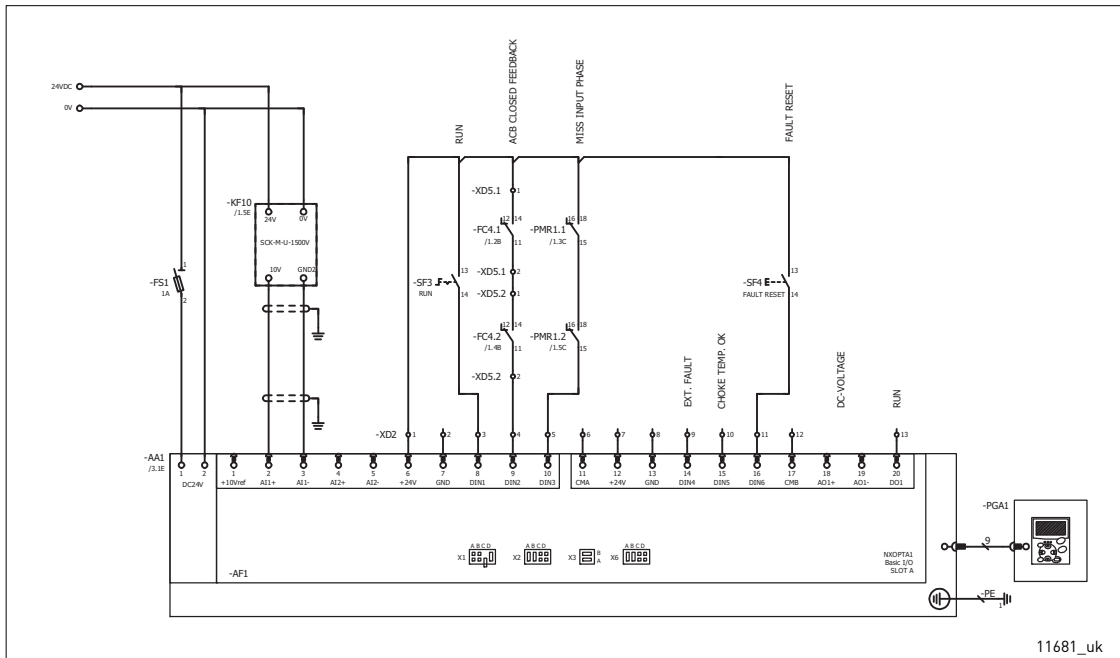 RUN
ACB CLOSED FEEDBACK
MISS INPUT PHASE
FAULT RESET
24VDC
0V
-KF10
/1.5E
24V
0V
SCK-M-U-1500V
10V
GND2
-FS1
1A
1
2
-XD5.1
1
-FC4.1
/1.2B
12
14
11
-PMR1.1
/1.3C
16
18
15
-XD5.1
2
-XD5.2
1
-SF3
RUN
13
14
-SF4
FAULT RESET
13
14
-FC4.2
/1.4B
12
14
11
-PMR1.2
/1.5C
16
18
15
-XD5.2
2
EXT. FAULT
CHOKE TEMP. OK
DC-VOLTAGE
RUN
-XD2
1
2
3
4
5
6
7
8
9
10
11
12
13
-AA1
/3.1E
1
2
DC24V
1
2
3
4
5
6
7
8
9
10
11
12
13
14
15
16
17
18
19
20
+10Vref
AI1+
AI1-
AI2+
AI2-
+24V
GND
DIN1
DIN2
DIN3
CMA
+24V
GND
DIN4
DIN5
DIN6
CMB
AO1+
AO1-
DO1
-PGA1
9
X1
A B C D
X2
A B C D
X3
B
A
X6
A B C D
NXOPTA1
Basic I/O
SLOT A
-AF1
-PE
1
11681_uk